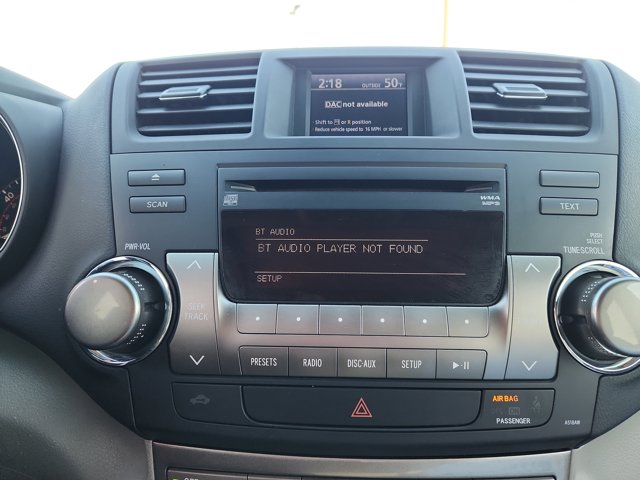 2:18 OUTSIDE 50°F
DAC not available
Shift to or R position
Reduce vehicle speed to 16 MPH or slower
SCAN
WMA
MP3
TEXT
BT AUDIO
BT AUDIO PLAYER NOT FOUND
SETUP
PWR·VOL
PUSH
SELECT
TUNE·SCROLL
SEEK
TRACK
PRESETS RADIO DISC·AUX SETUP
AIR BAG
ON
PASSENGER
40